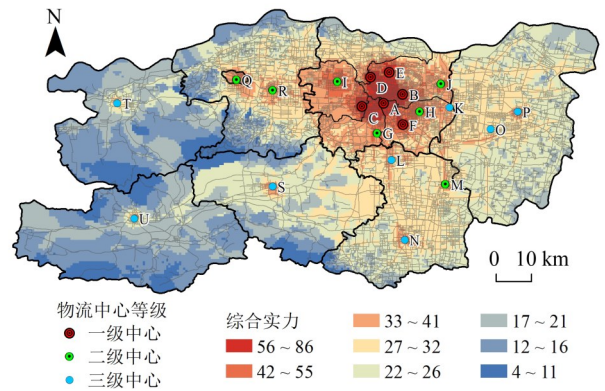 N
Q
R
I
E
D
B
J
A
C
H
K
F
G
P
O
T
L
S
M
U
N
0 10 km
物流中心等级
一级中心
二级中心
三级中心
综合实力
56~86
42~55
33~41
27~32
22~26
17~21
12~16
4~11